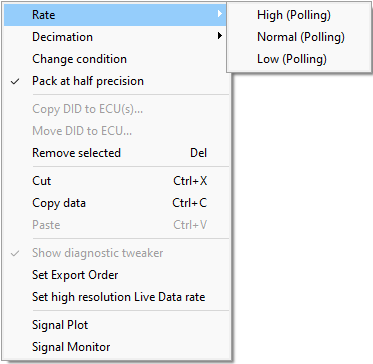 Rate
High (Polling)
Normal (Polling)
Low (Polling)
Decimation
Change condition
Pack at half precision
Copy DID to ECU(s)...
Move DID to ECU...
Remove selected Del
Cut Ctrl+X
Copy data Ctrl+C
Paste Ctrl+V
Show diagnostic tweaker
Set Export Order
Set high resolution Live Data rate
Signal Plot
Signal Monitor